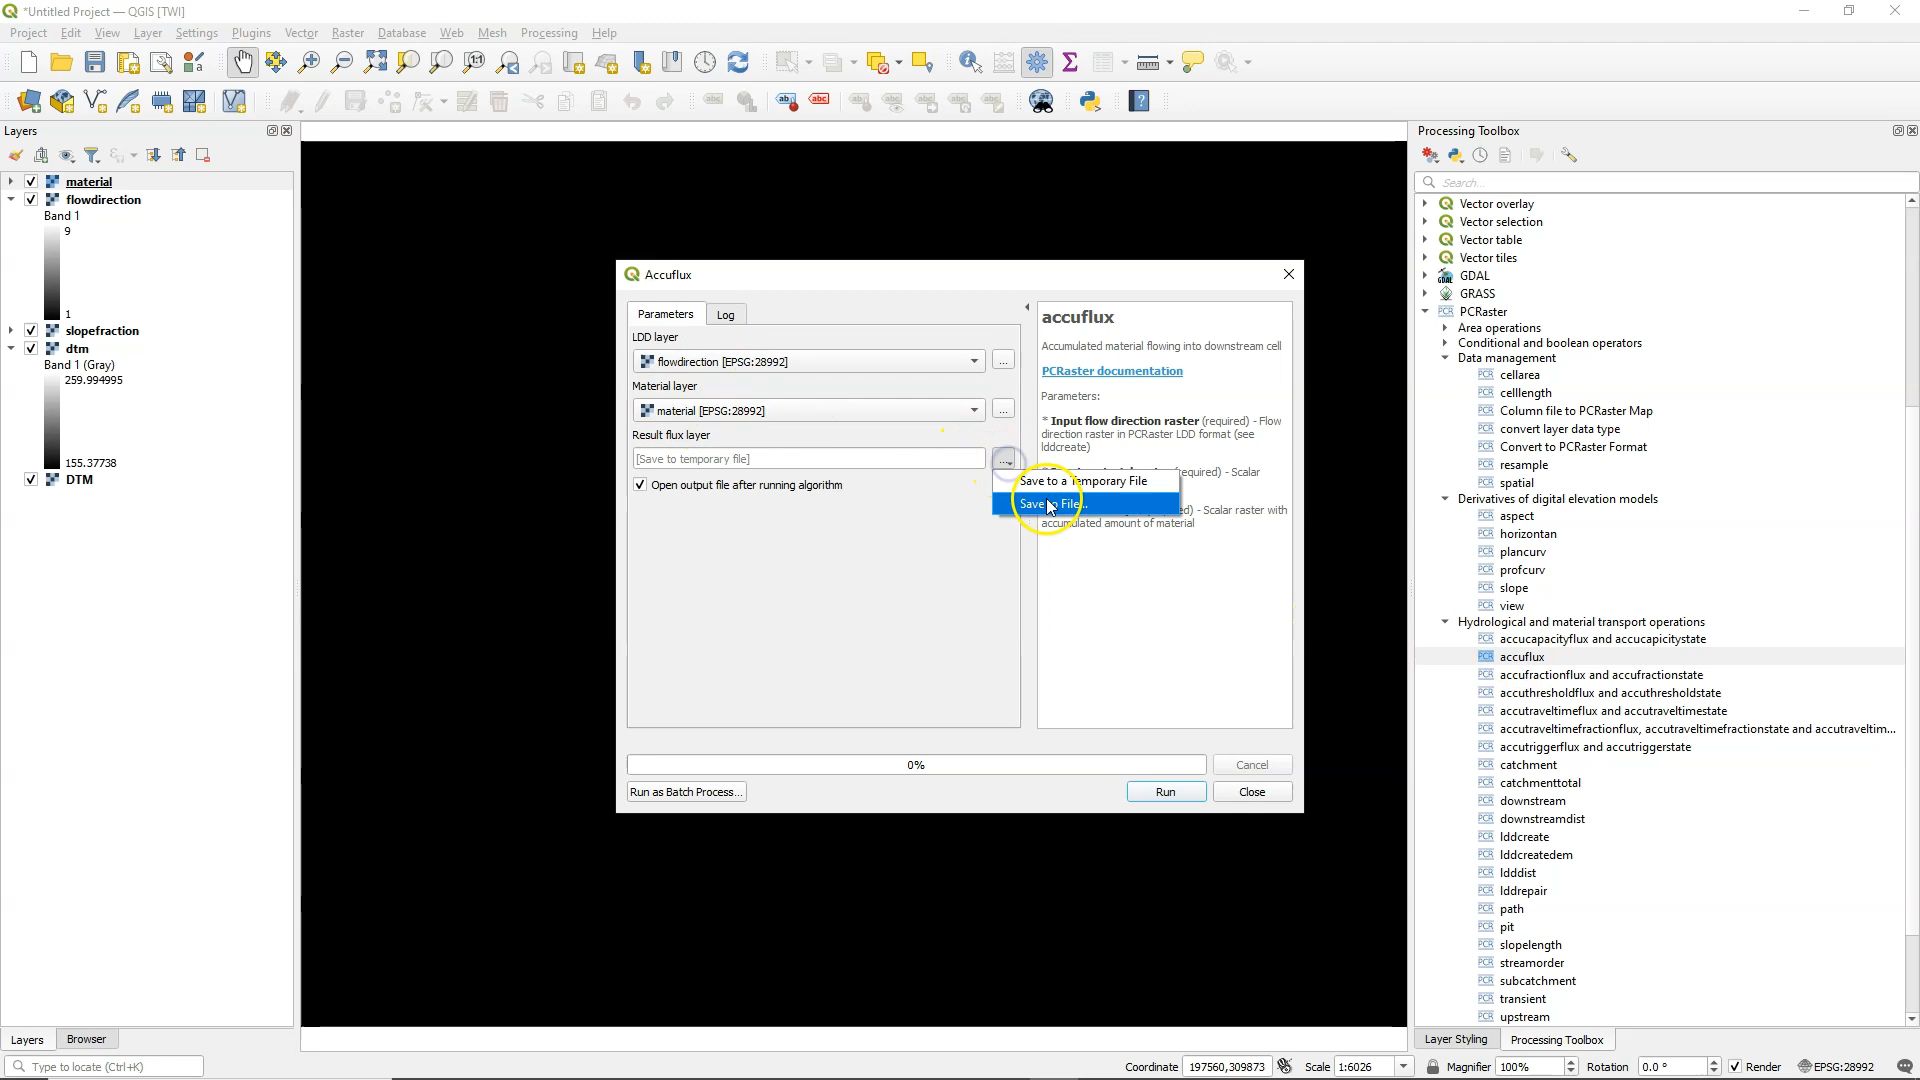 *Untitled Project — QGIS [TWI]
Project Edit View Layer Settings Plugins Vector Raster Database Web Mesh Processing Help
Layers
Processing Toolbox
Search...
material
flowdirection
Band 1
9
1
slopefraction
dtm
Band 1 (Gray)
259.994995
155.37738
DTM
Accuflux
Parameters Log
LDD layer
flowdirection [EPSG:28992]
Material layer
material [EPSG:28992]
Result flux layer
[Save to temporary file]
Open output file after running algorithm
Save to a Temporary File
File...
accuflux
Accumulated material flowing into downstream cell
PCRaster documentation
Parameters:
* Input flow direction raster (required) - Flow
direction raster in PCRaster LDD format (see
lddcreate)
equired) - Scalar
ed) - Scalar raster with
accumulated amount of material
0%
Cancel
Run as Batch Process...
Run
Close
Vector overlay
Vector selection
Vector table
Vector tiles
GDAL
GRASS
PCRaster
Area operations
Conditional and boolean operators
Data management
cellarea
celllength
Column file to PCRaster Map
convert layer data type
Convert to PCRaster Format
resample
spatial
Derivatives of digital elevation models
aspect
horizontan
plancurv
profcurv
slope
view
Hydrological and material transport operations
accucapacityflux and accucapicitystate
accuflux
accufractionflux and accufractionstate
accuthresholdflux and accuthresholdstate
accutraveltimeflux and accutraveltimestate
accutraveltimefractionflux, accutraveltimefractionstate and accutraveltim...
accutriggerflux and accutriggerstate
catchment
catchmenttotal
downstream
downstreamdist
lddcreate
lddcreatedem
ldddist
lddrepair
path
pit
slopelength
streamorder
subcatchment
transient
upstream
Layers Browser
Layer Styling Processing Toolbox
Type to locate (Ctrl+K)
Coordinate 197560,309873 Scale 1:6026 Magnifier 100% Rotation 0.0 ° Render EPSG:28992